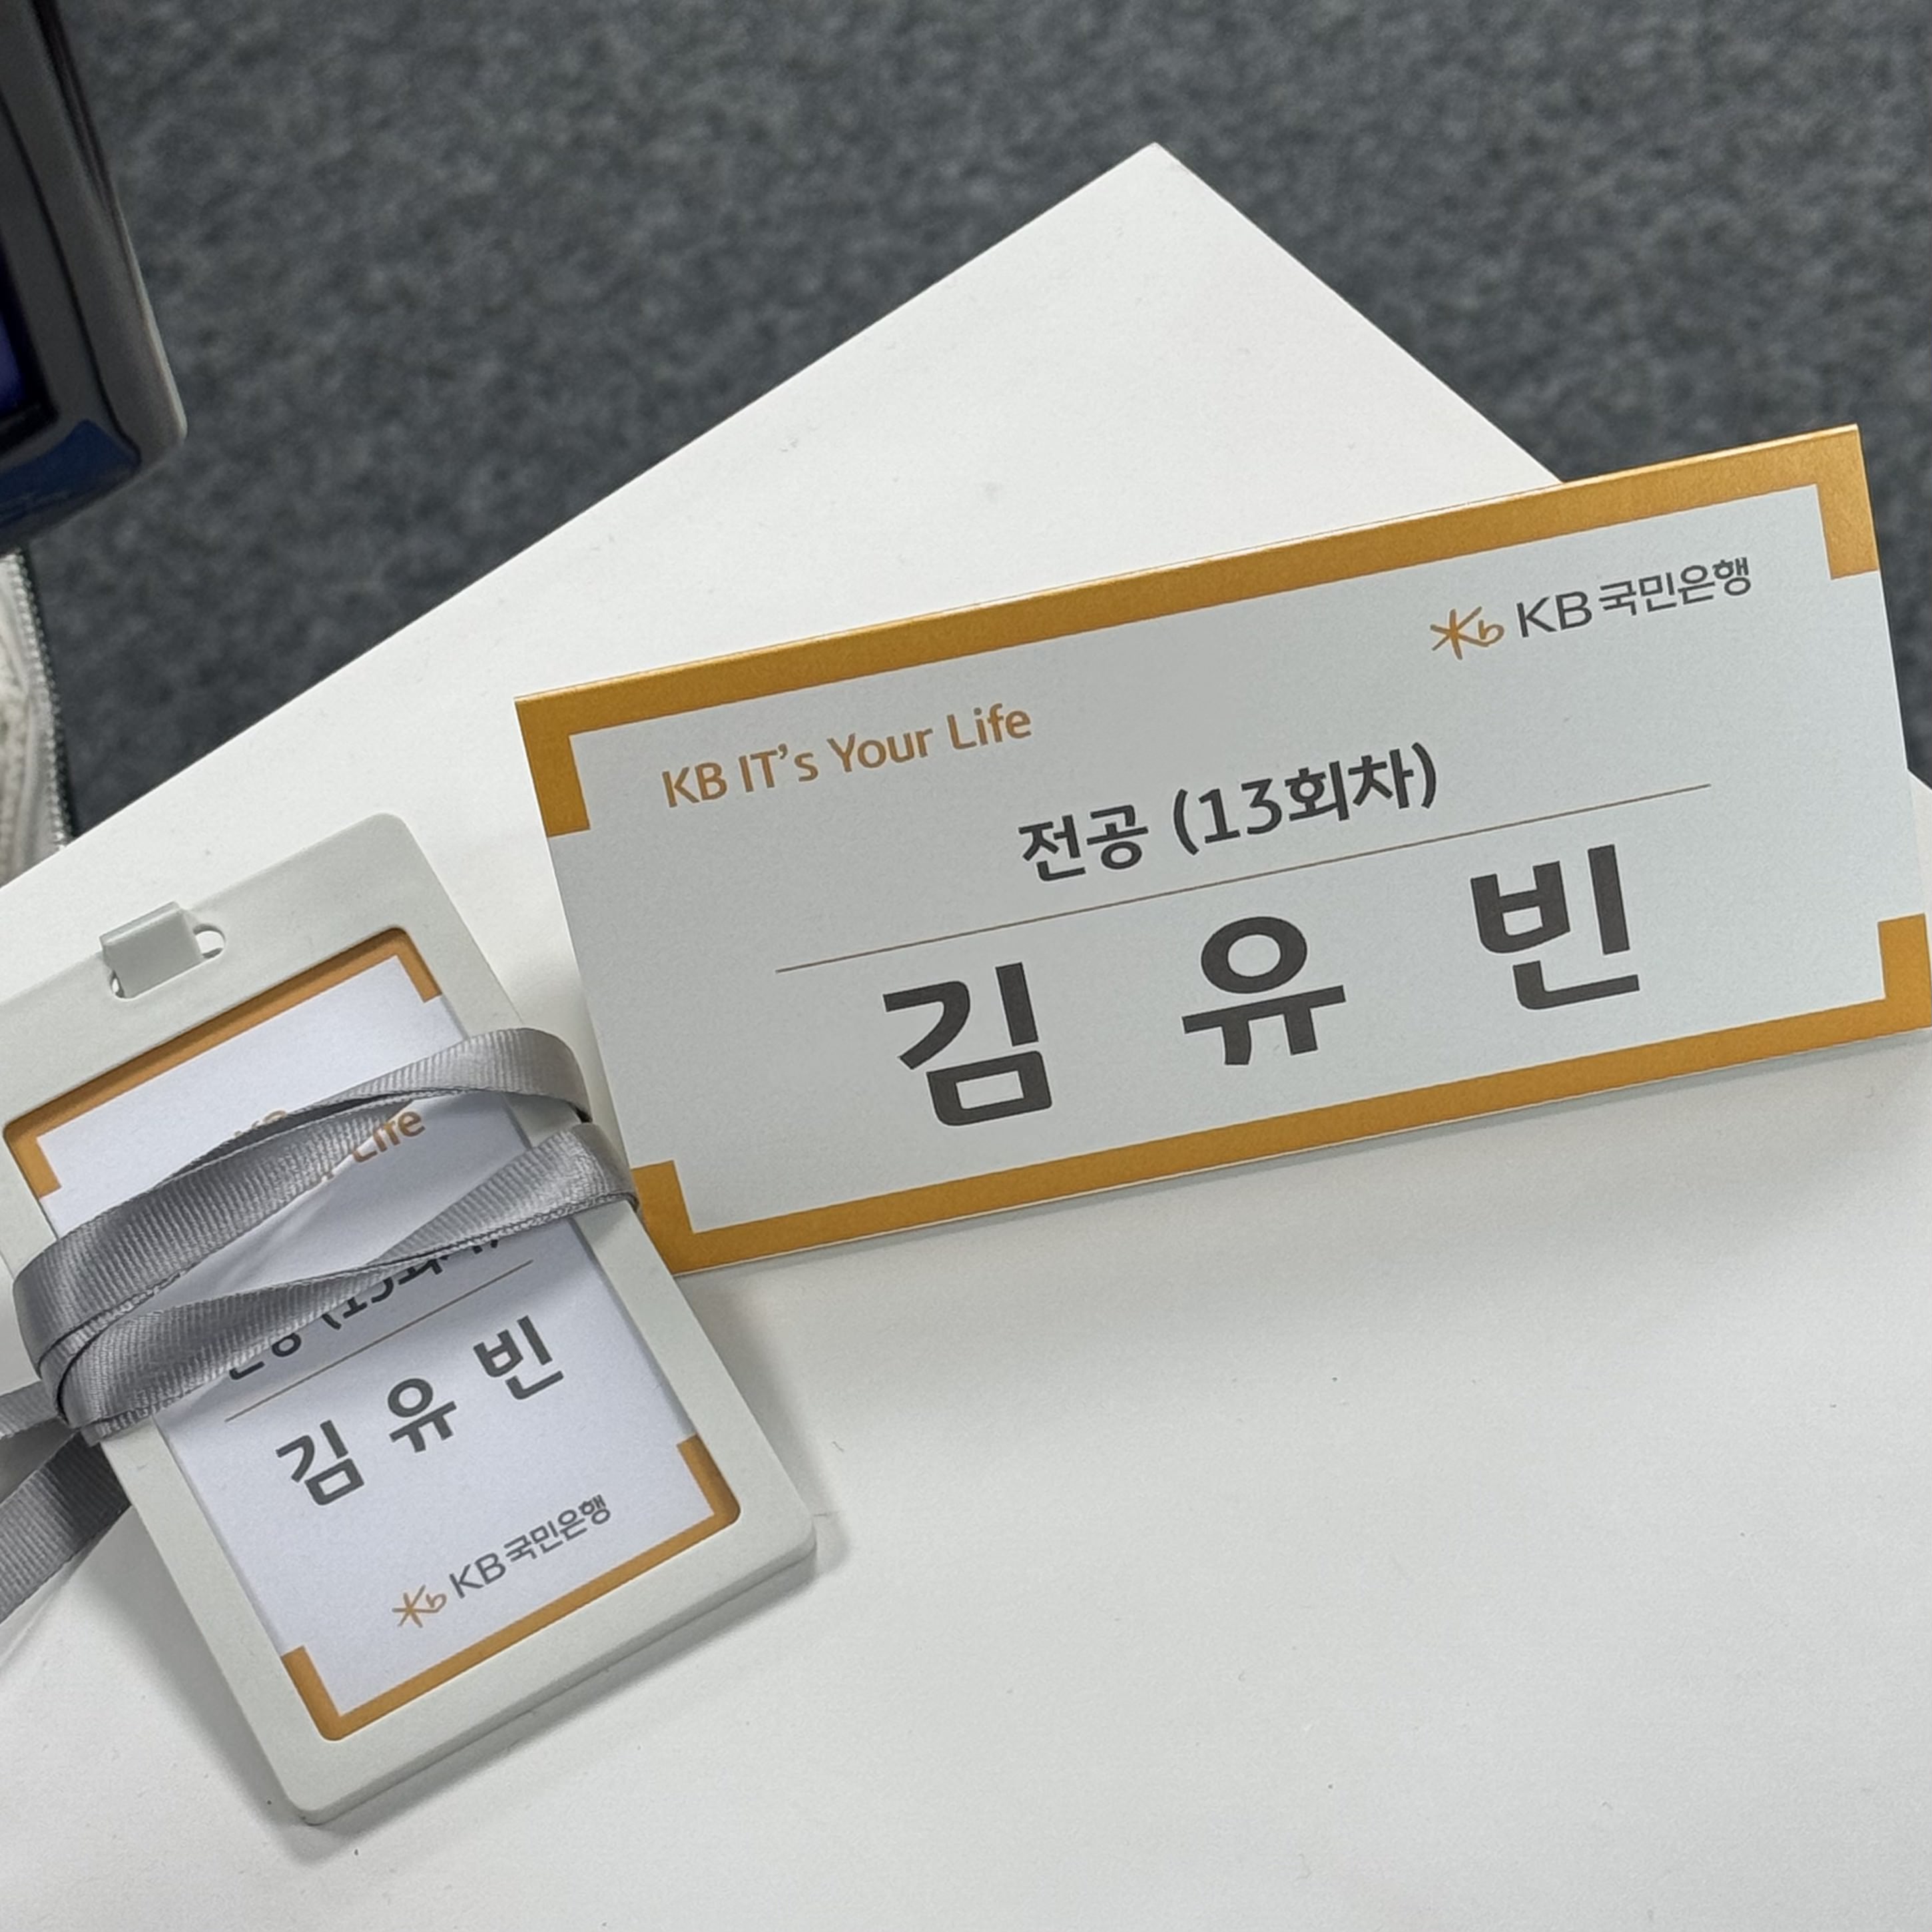 KB 국민은행
KB IT's Your Life
전공 (13회차)
김 유 빈
Life
김 유 빈
KB 국민은행